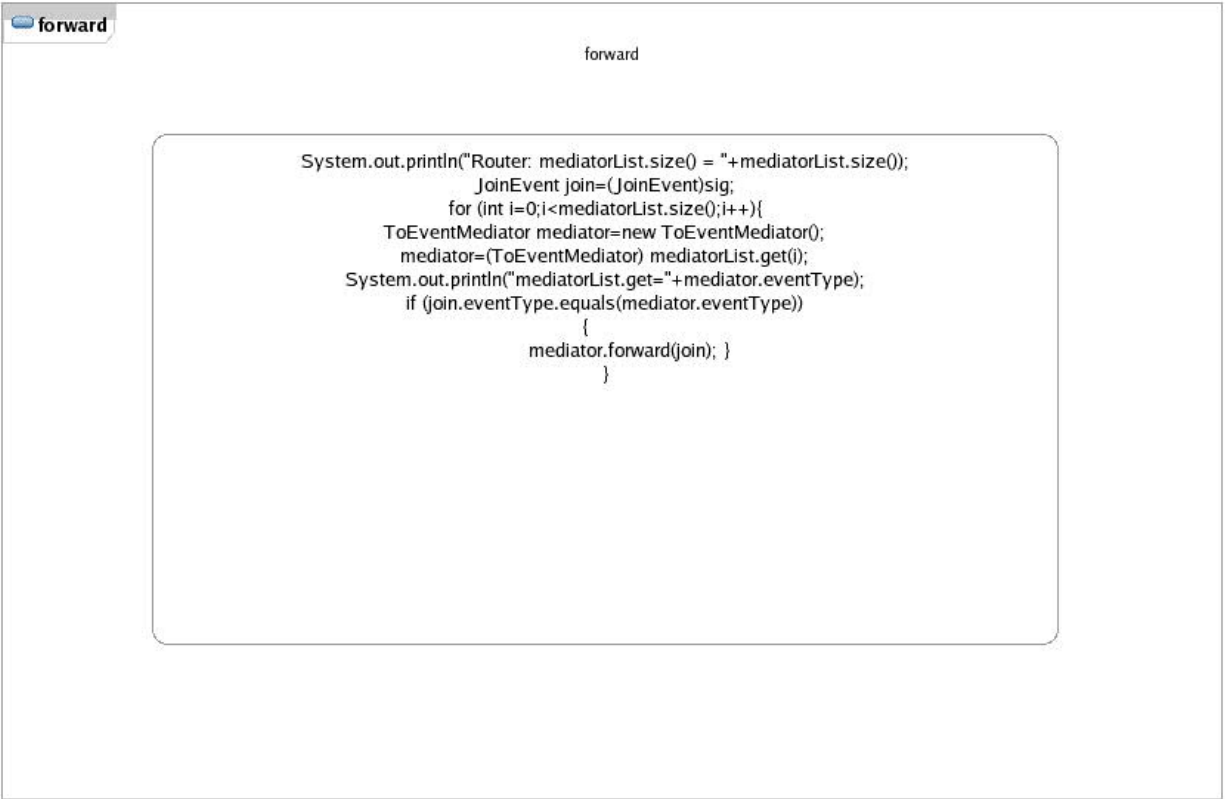 forward
forward
System.out.println("Router: mediatorList.size() = "+mediatorList.size());
JoinEvent join=(JoinEvent)sig;
for (int i=0;i<mediatorList.size();i++){
ToEventMediator mediator=new ToEventMediator();
mediator=(ToEventMediator) mediatorList.get(i);
System.out.println("mediatorList.get="+mediator.eventType);
if (join.eventType.equals(mediator.eventType))
{
mediator.forward(join); }
}